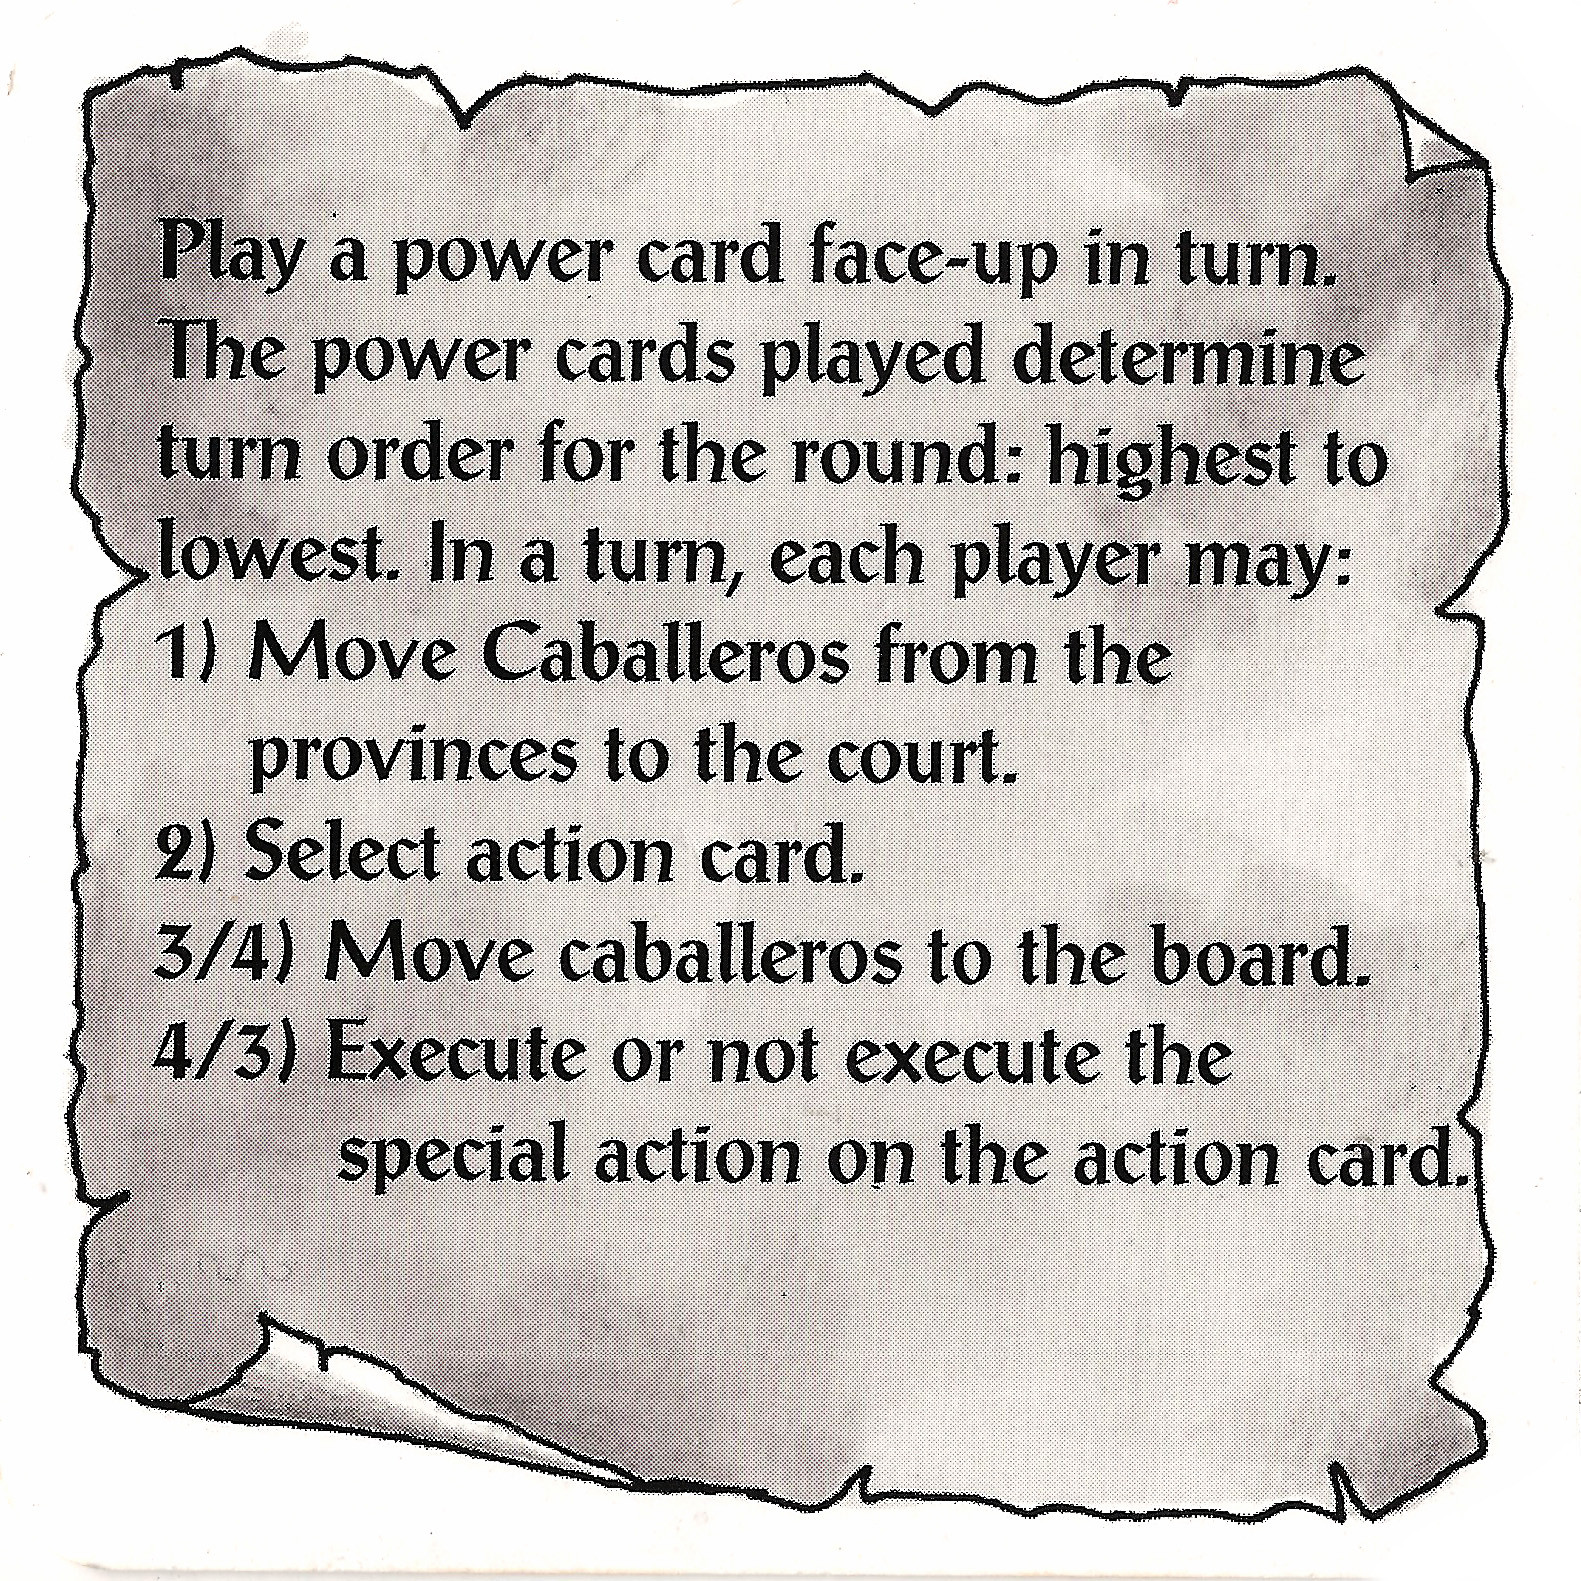 Play a power card face-up in turn.
The power cards played determine
turn order for the round: highest to
lowest. In a turn, each player may:
1) Move Caballeros from the
provinces to the court.
2) Select action card.
3/4) Move caballeros to the board.
4/3) Execute or not execute the
special action on the action card.